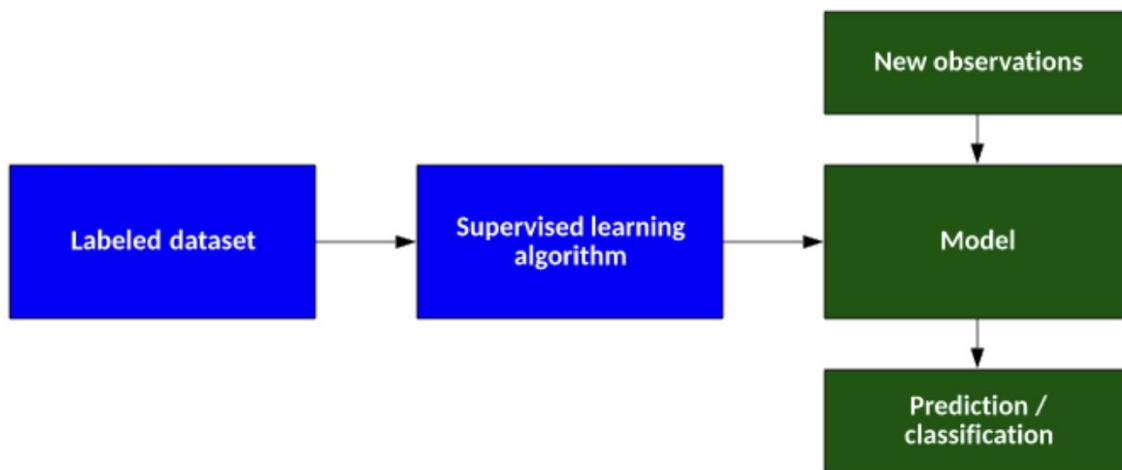 New observations
Labeled dataset
Supervised learning
algorithm
Model
Prediction /
classification